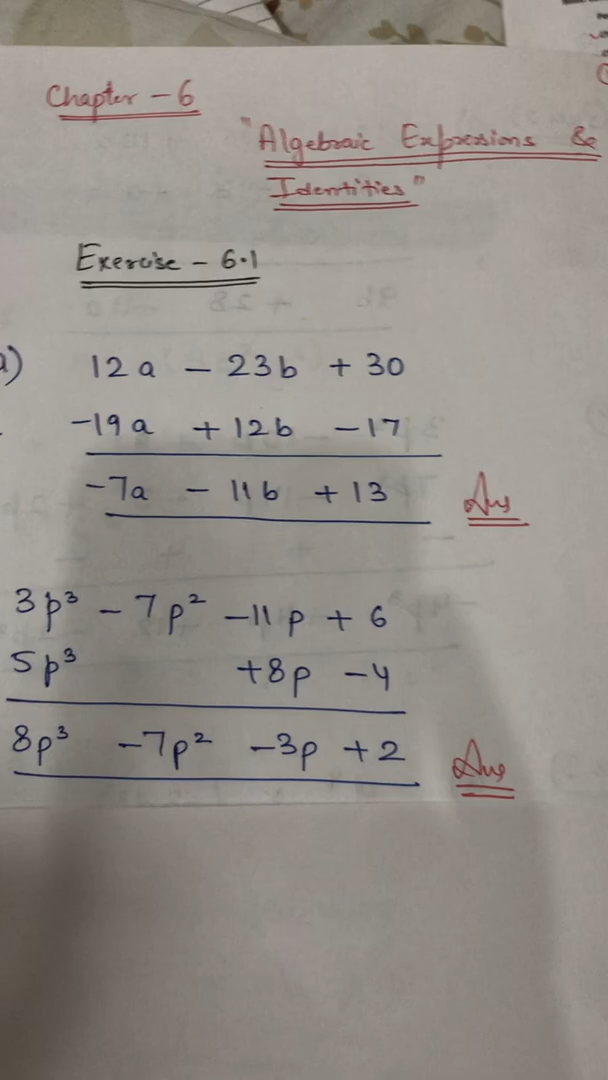 Chapter - 6
"Algebraic Expressions &
Identities"
Exercise - 6.1
a) 12a - 23b + 30
-19a + 12b - 17
-7a - 11b + 13 Ans
3p³ - 7p² - 11p + 6
5p³ +8p - 4
8p³ - 7p² - 3p + 2 Ans